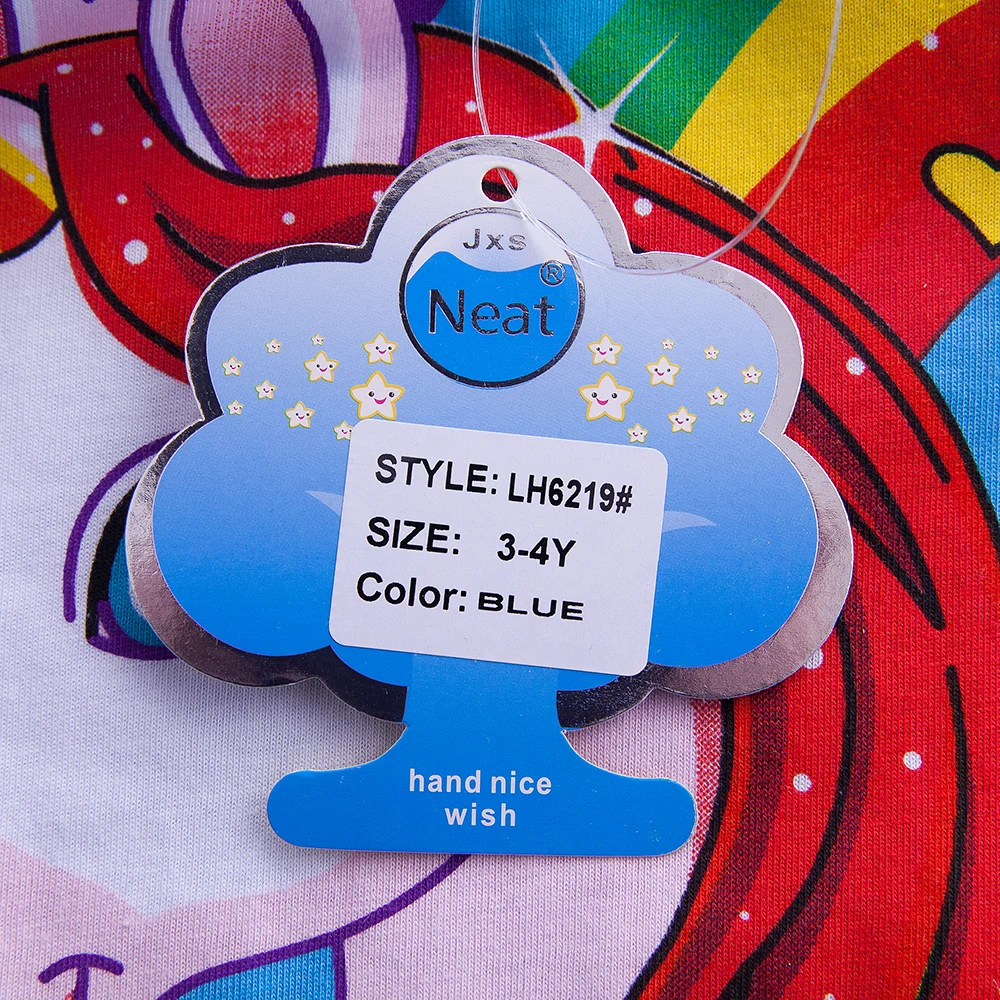 Jxs
Neat®
STYLE: LH6219#
SIZE: 3-4Y
Color: BLUE
hand nice
wish